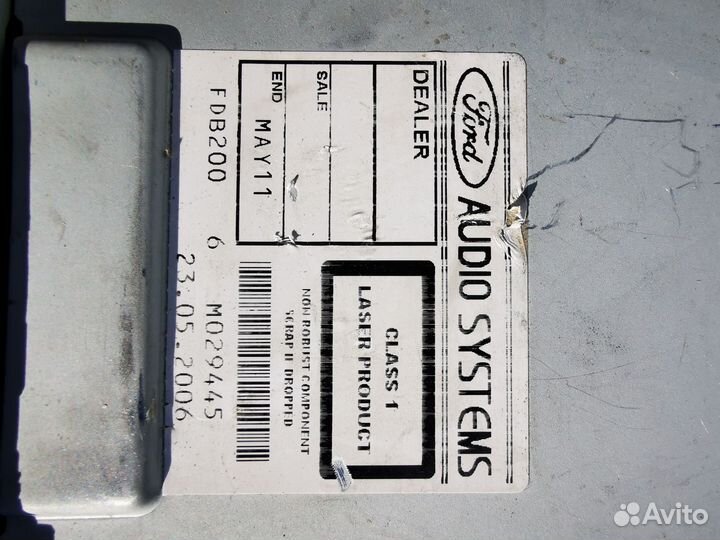 Ford AUDIO SYSTEMS
DEALER
SALE
END MAY11
CLASS 1
LASER PRODUCT
NON ROBUST COMPONENT
SCRAP IF DROPPED
FDB200 6 M029445
23.05.2006
Avito